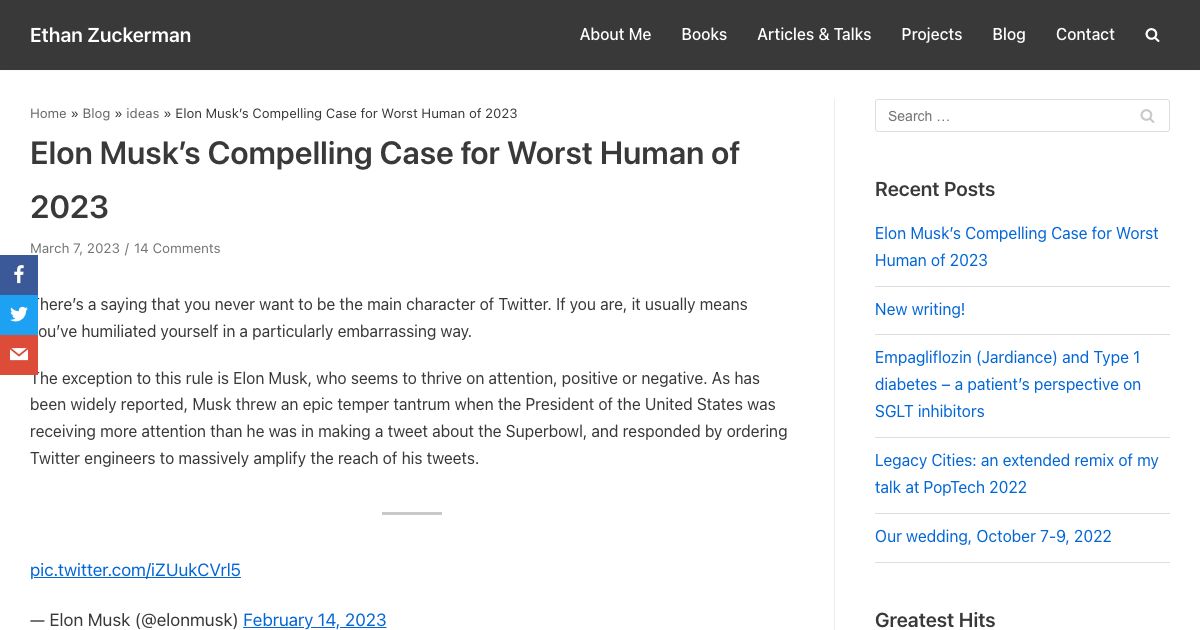 Ethan Zuckerman
About Me Books Articles & Talks Projects Blog Contact
Home » Blog » ideas » Elon Musk’s Compelling Case for Worst Human of 2023
Elon Musk’s Compelling Case for Worst Human of
2023
March 7, 2023 / 14 Comments
There’s a saying that you never want to be the main character of Twitter. If you are, it usually means
you’ve humiliated yourself in a particularly embarrassing way.
The exception to this rule is Elon Musk, who seems to thrive on attention, positive or negative. As has
been widely reported, Musk threw an epic temper tantrum when the President of the United States was
receiving more attention than he was in making a tweet about the Superbowl, and responded by ordering
Twitter engineers to massively amplify the reach of his tweets.
pic.twitter.com/iZUukCVrl5
— Elon Musk (@elonmusk) February 14, 2023
Search …
Recent Posts
Elon Musk’s Compelling Case for Worst
Human of 2023
New writing!
Empagliflozin (Jardiance) and Type 1
diabetes – a patient’s perspective on
SGLT inhibitors
Legacy Cities: an extended remix of my
talk at PopTech 2022
Our wedding, October 7-9, 2022
Greatest Hits